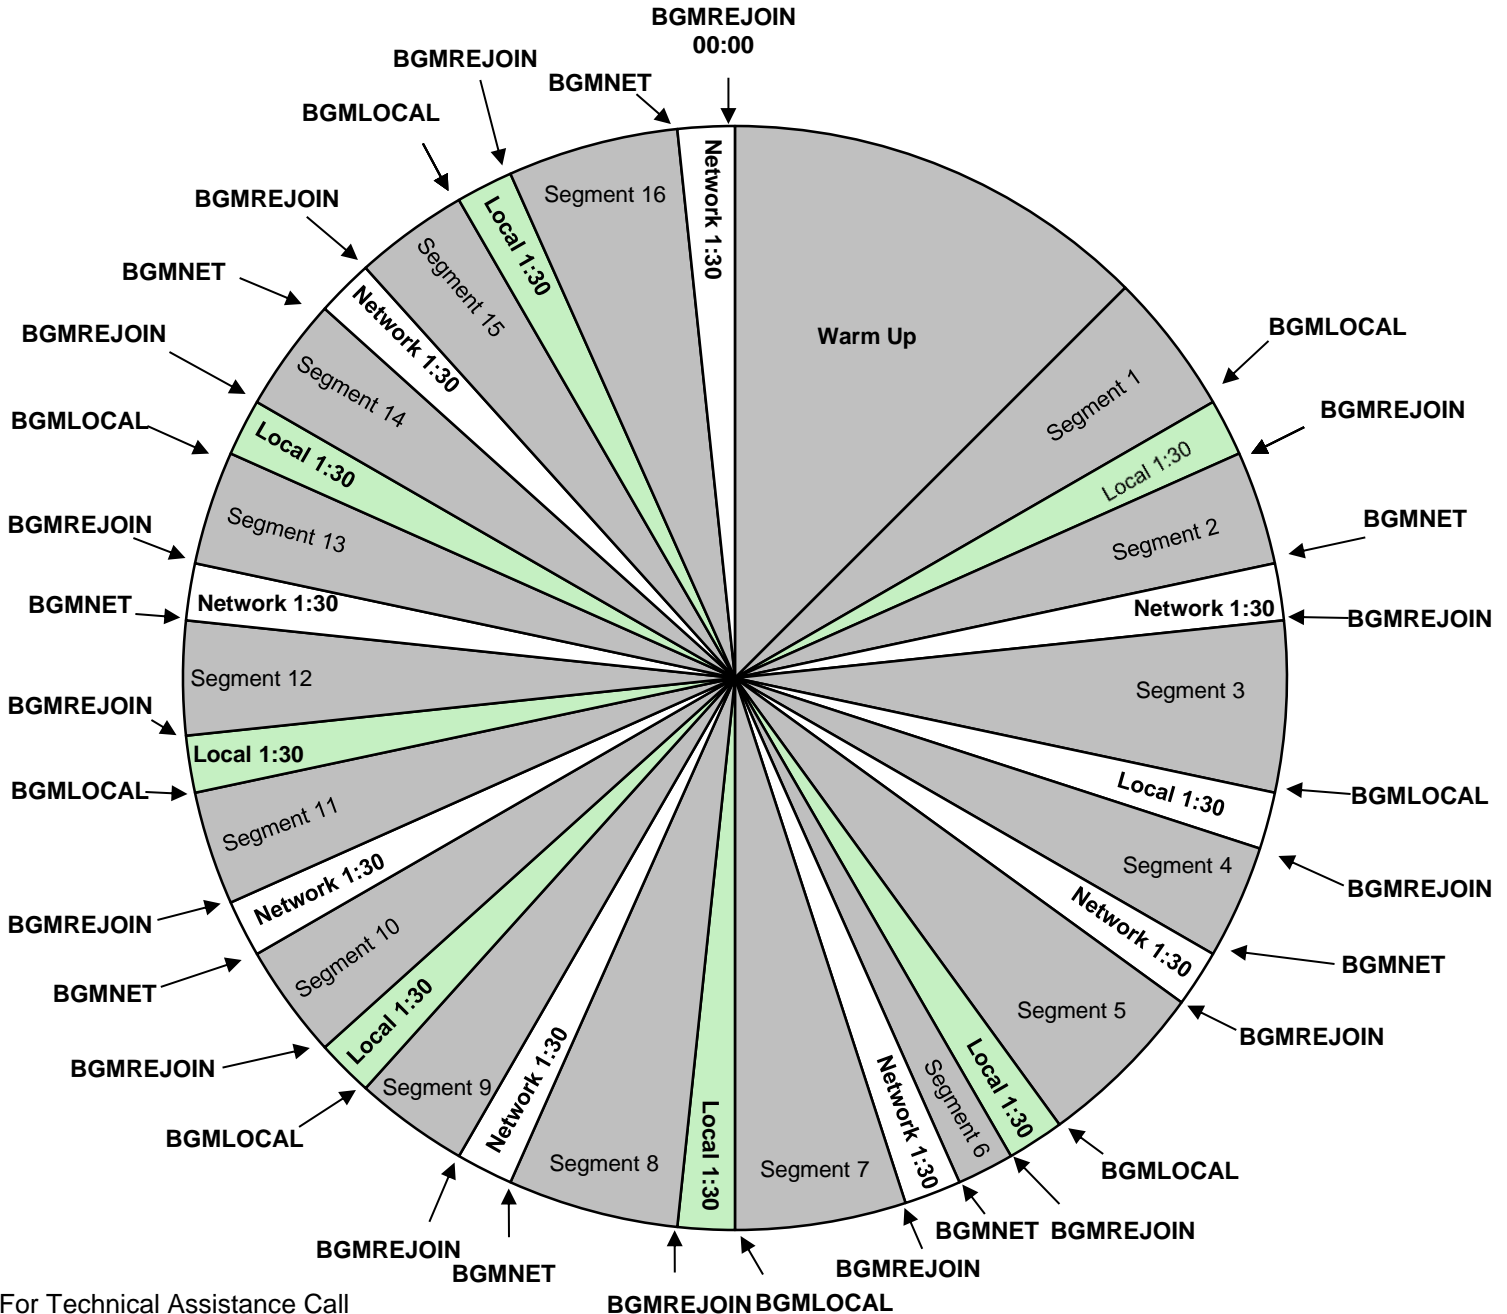 BGMREJOIN
00:00
Warm Up
Segment 1
BGMLOCAL
Local 1:30
BGMREJOIN
Segment 2
BGMNET
Network 1:30
BGMREJOIN
Segment 3
BGMLOCAL
Local 1:30
BGMREJOIN
Segment 4
BGMNET
Network 1:30
BGMREJOIN
Segment 5
BGMLOCAL
Local 1:30
BGMREJOIN
Segment 6
BGMNET
Network 1:30
BGMREJOIN
Segment 7
BGMLOCAL
Local 1:30
BGMREJOIN
Segment 8
BGMNET
Network 1:30
BGMREJOIN
Segment 9
BGMLOCAL
Local 1:30
BGMREJOIN
Segment 10
BGMNET
Network 1:30
BGMREJOIN
Segment 11
BGMLOCAL
Local 1:30
BGMREJOIN
Segment 12
BGMNET
Network 1:30
BGMREJOIN
Segment 13
BGMLOCAL
Local 1:30
BGMREJOIN
Segment 14
BGMNET
Network 1:30
BGMREJOIN
Segment 15
BGMLOCAL
Local 1:30
BGMREJOIN
Segment 16
BGMNET
Network 1:30
For Technical Assistance Call